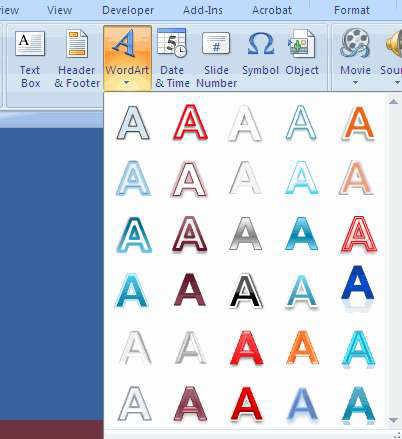 iew View Developer Add-Ins Acrobat Format
Text Box
Header & Footer
WordArt
Date & Time
Slide Number
Symbol
Object
Movie
Soun
A A A A A
A A A A A
A A A A A
A A A A A
A A A A A
A A A A A